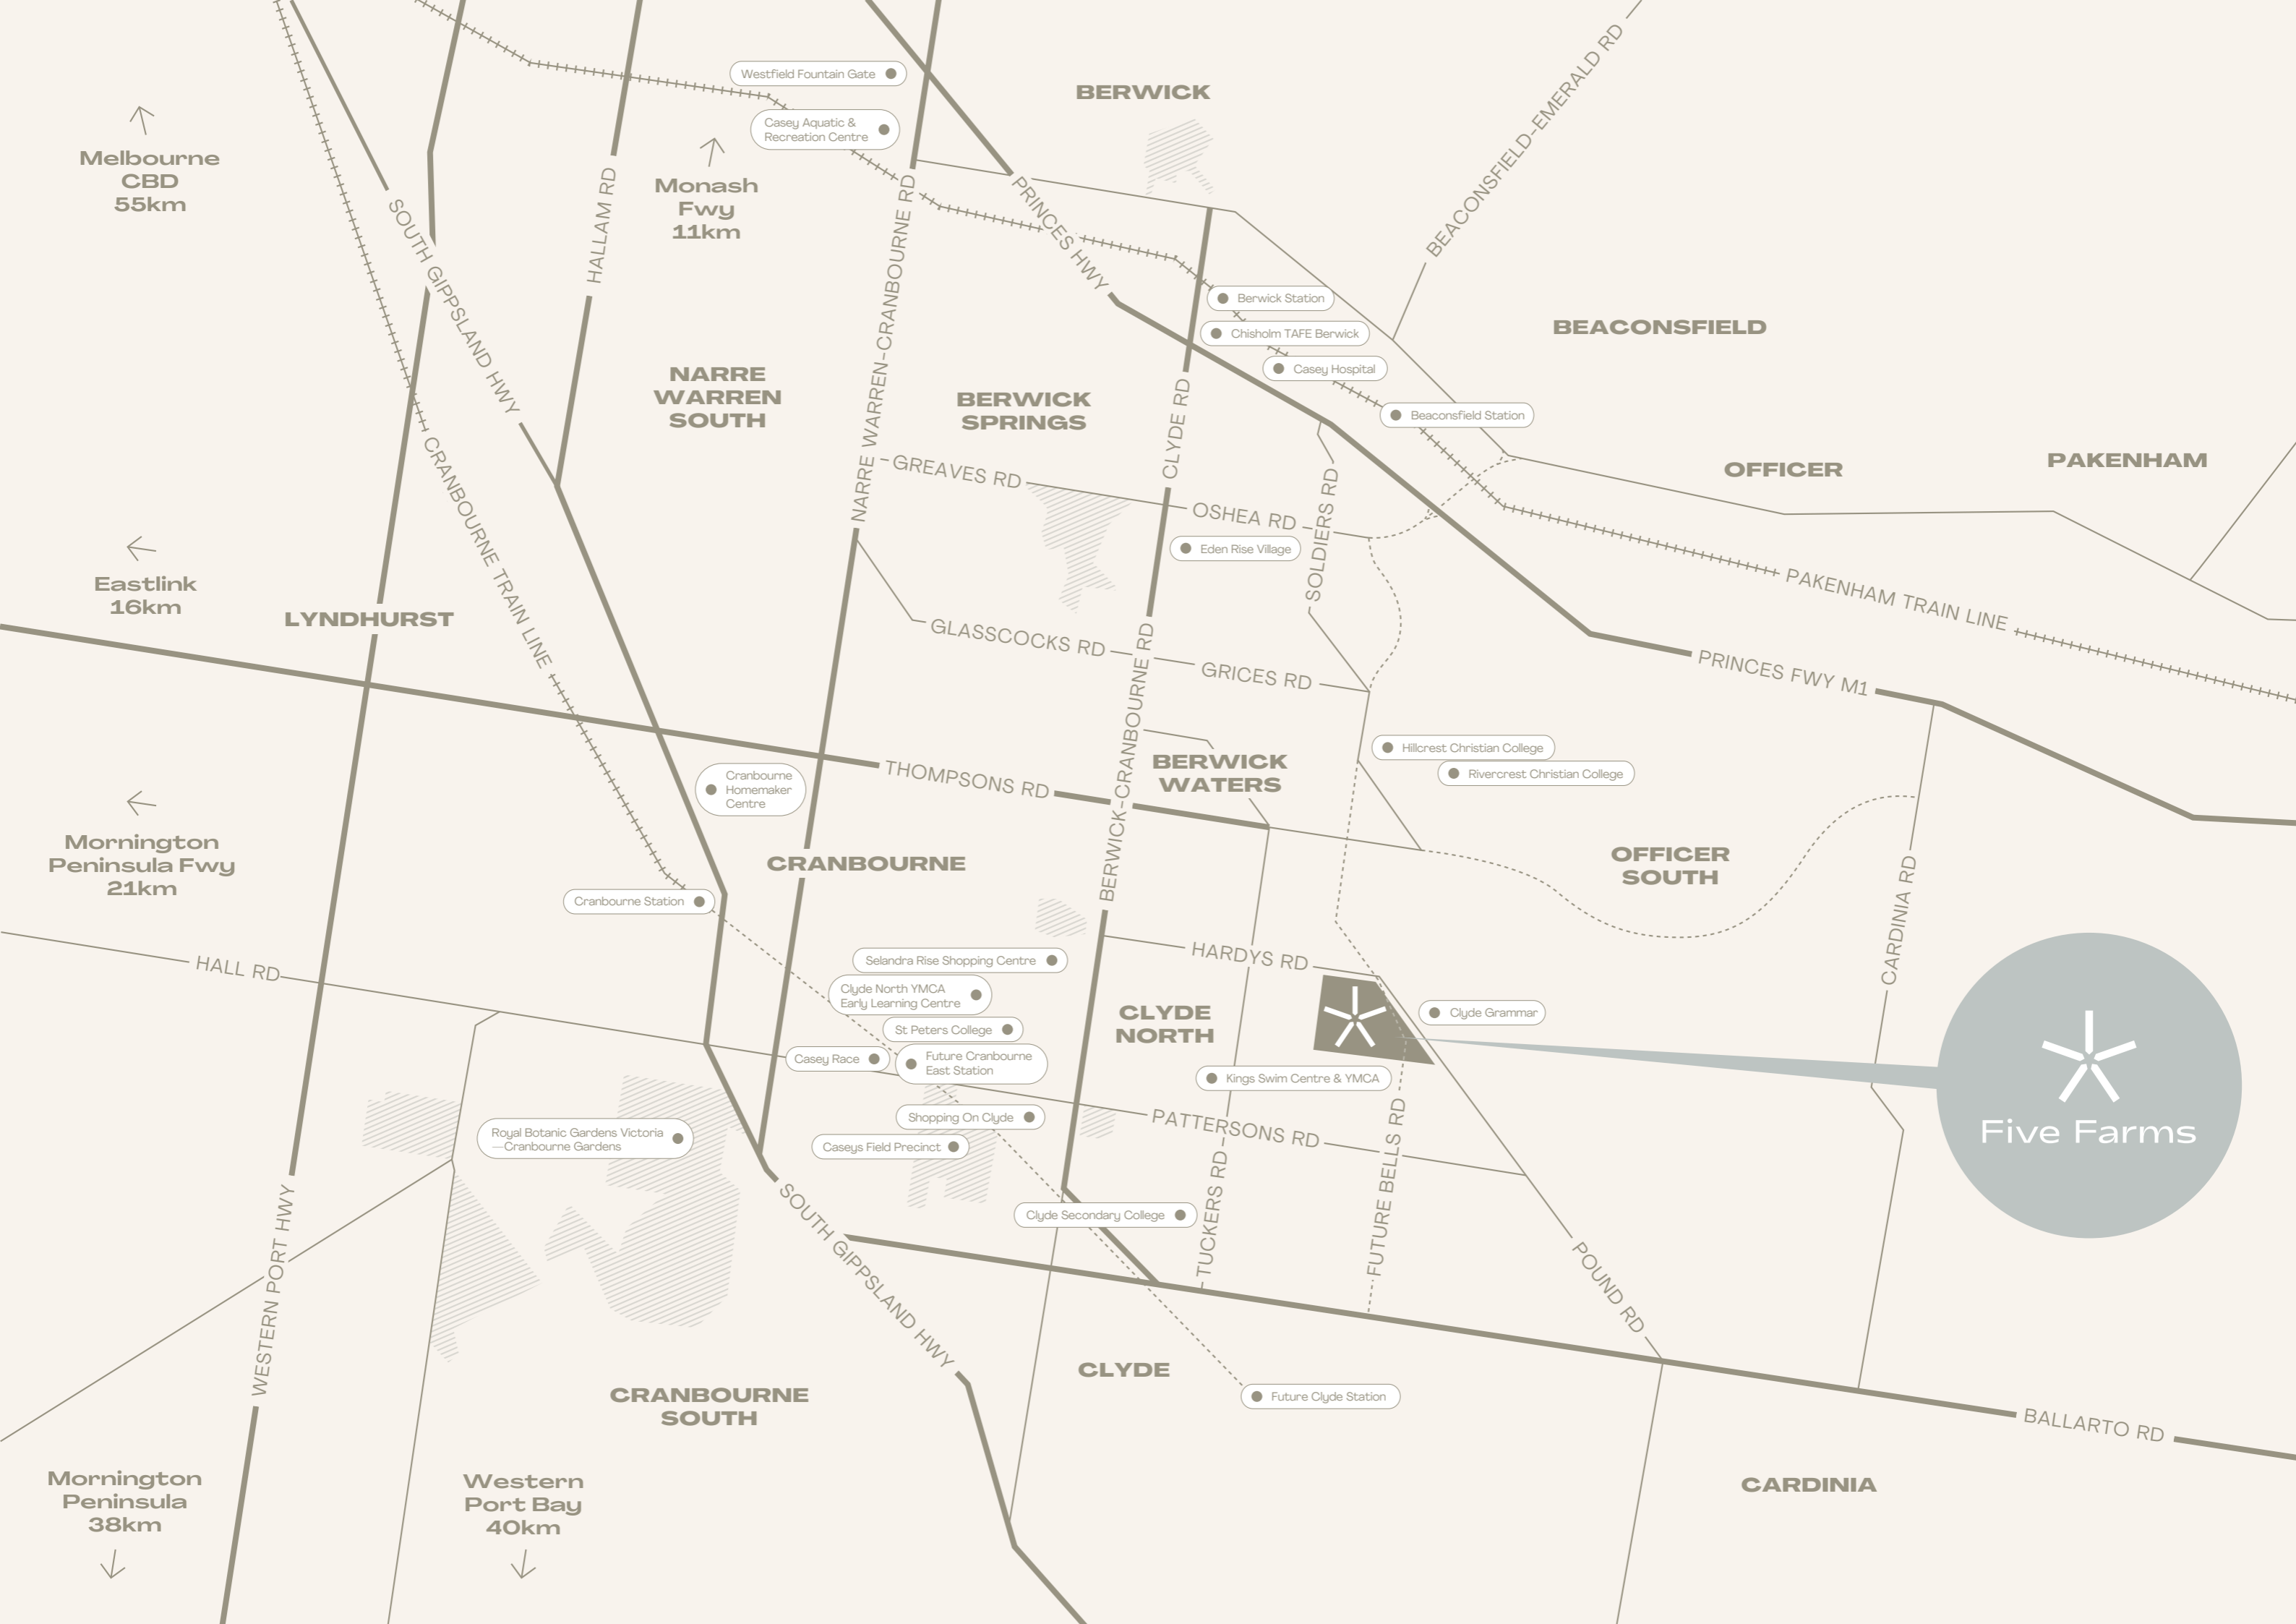 Westfield Fountain Gate
BERWICK
BEACONSFIELD-EMERALD RD
Casey Aquatic &
Recreation Centre
Melbourne
CBD
55km
Monash
Fwy
11km
SOUTH GIPPSLAND HWY
HALLAM RD
NARRE WARREN-CRANBOURNE RD
PRINCES HWY
Berwick Station
Chisholm TAFE Berwick
Casey Hospital
BEACONSFIELD
NARRE
WARREN
SOUTH
BERWICK
SPRINGS
CLYDE RD
Beaconsfield Station
OFFICER
PAKENHAM
CRANBOURNE TRAIN LINE
GREAVES RD
OSHEA RD
SOLDIERS RD
Eden Rise Village
Eastlink
16km
LYNDHURST
PAKENHAM TRAIN LINE
GLASSCOCKS RD
GRICES RD
PRINCES FWY M1
BERWICK-CRANBOURNE RD
BERWICK
WATERS
Hillcrest Christian College
Rivercrest Christian College
Cranbourne
Homemaker
Centre
THOMPSONS RD
Mornington
Peninsula Fwy
21km
CRANBOURNE
OFFICER
SOUTH
CARDINIA RD
Cranbourne Station
HALL RD
Selandra Rise Shopping Centre
HARDYS RD
Clyde North YMCA
Early Learning Centre
St Peters College
CLYDE
NORTH
Clyde Grammar
Casey Race
Future Cranbourne
East Station
Kings Swim Centre & YMCA
Five Farms
Shopping On Clyde
PATTERSONS RD
Royal Botanic Gardens Victoria
—Cranbourne Gardens
Caseys Field Precinct
TUCKERS RD
FUTURE BELLS RD
WESTERN PORT HWY
SOUTH GIPPSLAND HWY
Clyde Secondary College
POUND RD
CLYDE
Future Clyde Station
CRANBOURNE
SOUTH
BALLARTO RD
Mornington
Peninsula
38km
Western
Port Bay
40km
CARDINIA